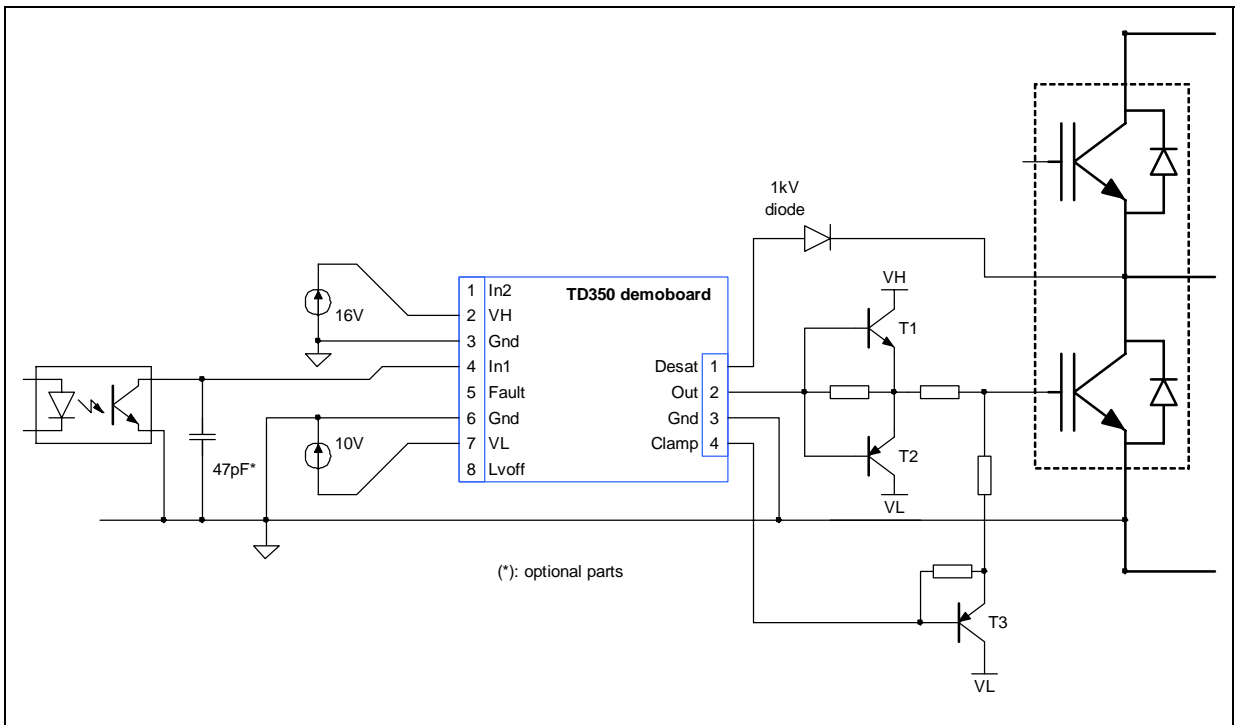 1kV
diode
VH
T1
16V
1 In2
2 VH
3 Gnd
4 In1
5 Fault
6 Gnd
7 VL
8 Lvoff
TD350 demoboard
Desat 1
Out 2
Gnd 3
Clamp 4
10V
47pF*
T2
VL
(*): optional parts
T3
VL